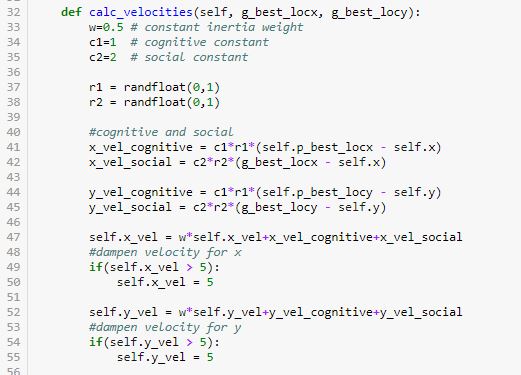 32 def calc_velocities(self, g_best_locx, g_best_locy):
33 w=0.5 # constant inertia weight
34 c1=1 # cognitive constant
35 c2=2 # social constant
36
37 r1 = randfloat(0,1)
38 r2 = randfloat(0,1)
39
40 #cognitive and social
41 x_vel_cognitive = c1*r1*(self.p_best_locx - self.x)
42 x_vel_social = c2*r2*(g_best_locx - self.x)
43
44 y_vel_cognitive = c1*r1*(self.p_best_locy - self.y)
45 y_vel_social = c2*r2*(g_best_locy - self.y)
46
47 self.x_vel = w*self.x_vel+x_vel_cognitive+x_vel_social
48 #dampen velocity for x
49 if(self.x_vel > 5):
50 self.x_vel = 5
51
52 self.y_vel = w*self.y_vel+y_vel_cognitive+y_vel_social
53 #dampen velocity for y
54 if(self.y_vel > 5):
55 self.y_vel = 5
56